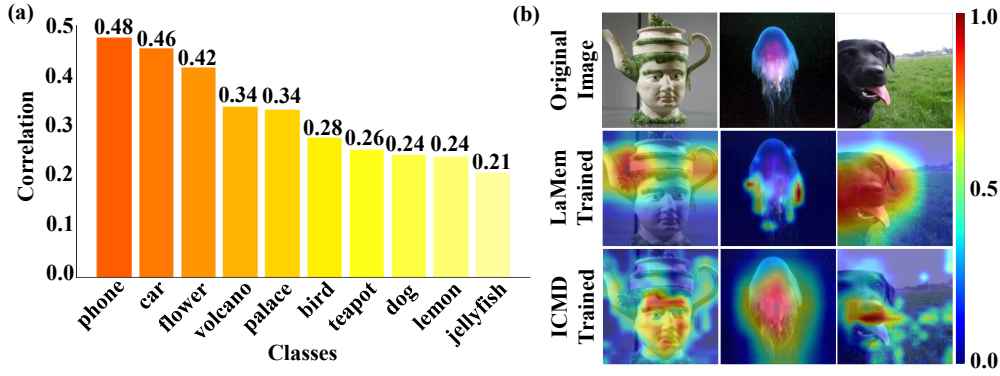 (a)
Correlation
0.5
0.4
0.3
0.2
0.1
0.0
0.48
0.46
0.42
0.34
0.34
0.28
0.26
0.24
0.24
0.21
phone
car
flower
volcano
palace
bird
teapot
dog
lemon
jellyfish
Classes
(b)
Original
Image
LaMem
Trained
ICMD
Trained
1.0
0.5
0.0